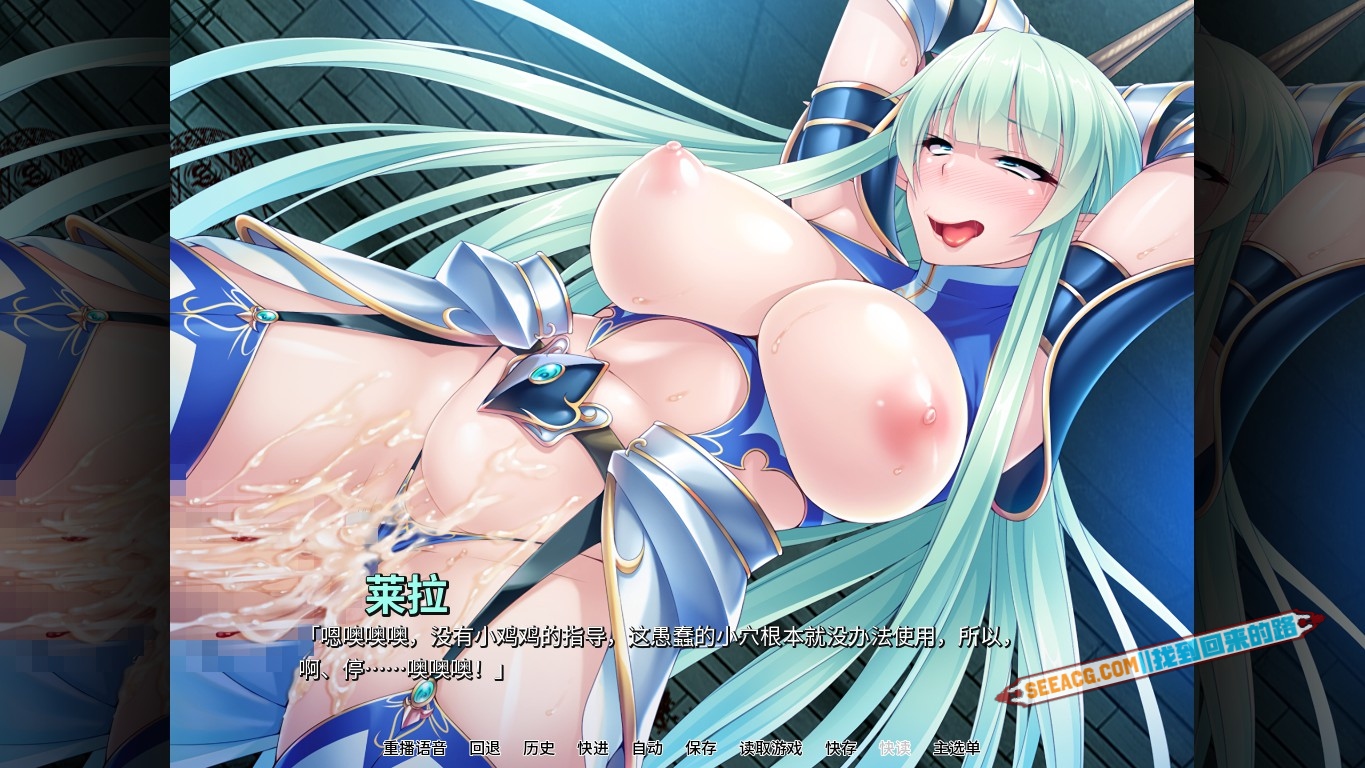 莱拉
「嗯噢噢噢，没有小鸡鸡的指导，这愚蠢的小穴根本就没办法使用，所以，
啊、停……噢噢噢！」
SEEACG.COM||找到回来的路
重播语音 回退 历史 快进 自动 保存 读取游戏 快存 快读 主选单